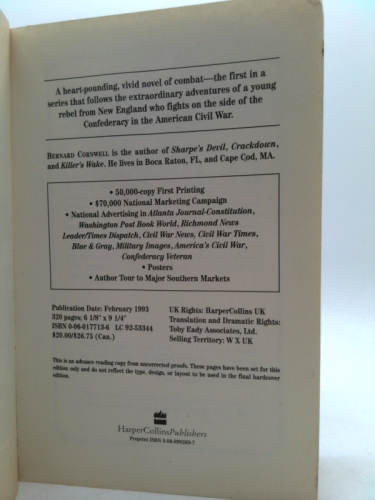 A heart-pounding, vivid novel of combat—the first in a
series that follows the extraordinary adventures of a young
rebel from New England who fights on the side of the
Confederacy in the American Civil War.
BERNARD CORNWELL is the author of Sharpe's Devil, Crackdown,
and Killer's Wake. He lives in Boca Raton, FL, and Cape Cod, MA.
• 50,000-copy First Printing
• $70,000 National Marketing Campaign
• National Advertising in Atlanta Journal-Constitution,
Washington Post Book World, Richmond News
Leader/Times Dispatch, Civil War News, Civil War Times,
Blue & Gray, Military Images, America's Civil War,
Confederacy Veteran
• Posters
• Author Tour to Major Southern Markets
Publication Date: February 1993
320 pages; 6 1/8" x 9 1/4"
ISBN 0-06-017713-6 LC 92-53344
$20.00/$26.75 (Can.)
UK Rights: HarperCollins UK
Translation and Dramatic Rights:
Toby Eady Associates, Ltd.
Selling Territory: W X UK
This is an advance reading copy from uncorrected proofs. These pages have been set for this
edition only and do not reflect the type, design, or layout to be used in the final hardcover
edition.
HarperCollinsPublishers
Preprint ISBN